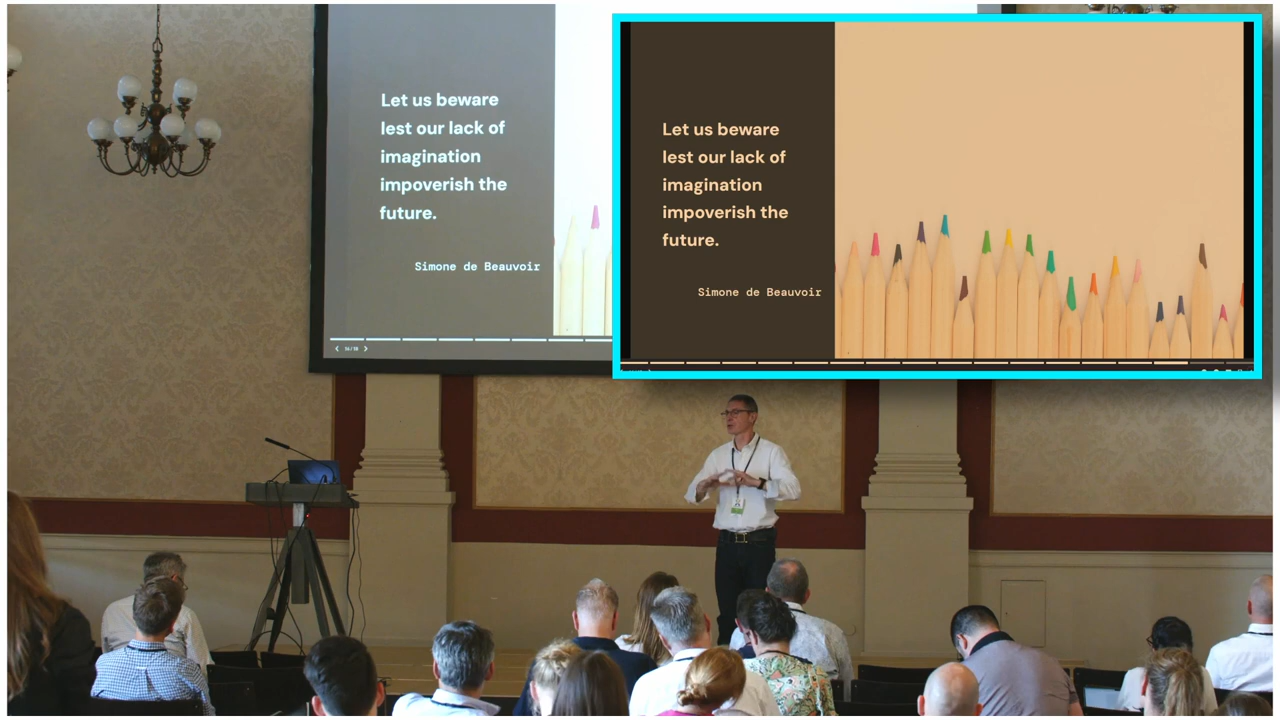 Let us beware
lest our lack of
imagination
impoverish the
future.
Simone de Beauvoir
Let us beware
lest our lack of
imagination
impoverish the
future.
Simone de Beauvoir